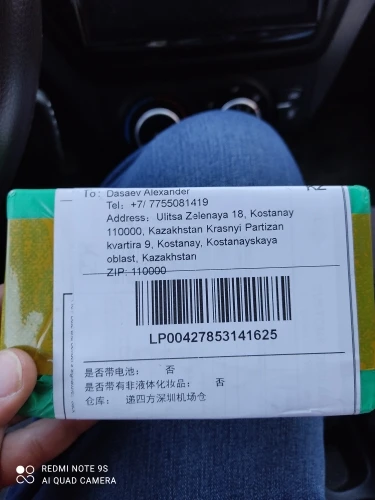 To: Dasaev Alexander
KZ
Tel: +7/ 7755081419
Address: Ulitsa Zelenaya 18, Kostanay
110000, Kazakhstan Krasnyi Partizan
kvartira 9, Kostanay, Kostanayskaya
oblast, Kazakhstan
ZIP: 110000
LP00427853141625
是否带电池： 否
是否带有非液体化妆品： 否
仓库： 递四方深圳机场仓
REDMI NOTE 9S
AI QUAD CAMERA